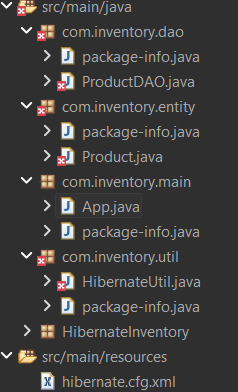 src/main/java
com.inventory.dao
package-info.java
ProductDAO.java
com.inventory.entity
package-info.java
Product.java
com.inventory.main
App.java
package-info.java
com.inventory.util
HibernateUtil.java
package-info.java
HibernateInventory
src/main/resources
hibernate.cfg.xml